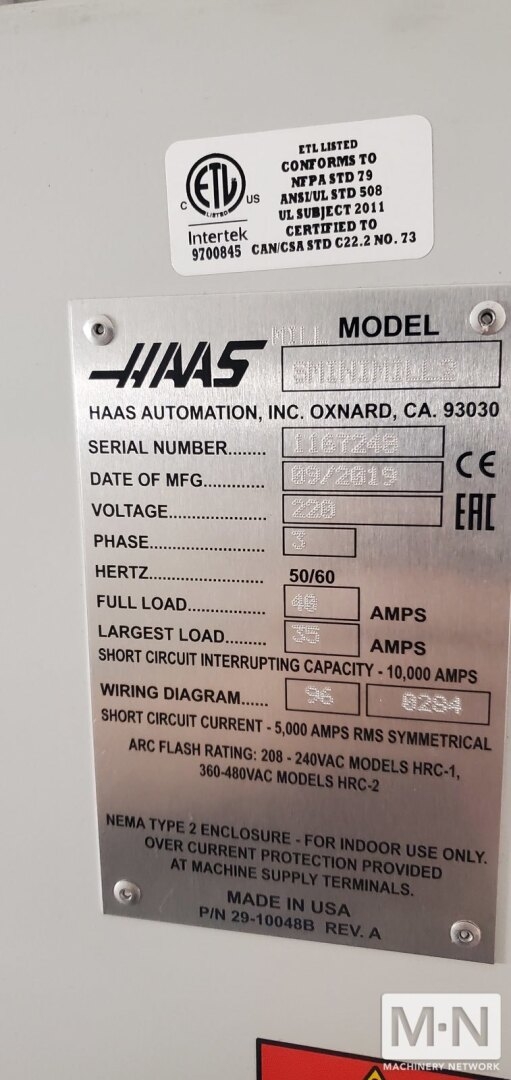 ETL LISTED
CONFORMS TO
NFPA STD 79
ANSI/UL STD 508
UL SUBJECT 2011
CERTIFIED TO
CAN/CSA STD C22.2 NO. 73
C ETL US
LISTED
Intertek
9700845
MILL MODEL
HAAS
SMINIMILL2
HAAS AUTOMATION, INC. OXNARD, CA. 93030
SERIAL NUMBER........ 1167248
DATE OF MFG................ 09/2019
CE
VOLTAGE...................... 220
EAC
PHASE.......................... 3
HERTZ.......................... 50/60
FULL LOAD.................. 40 AMPS
LARGEST LOAD......... 35 AMPS
SHORT CIRCUIT INTERRUPTING CAPACITY - 10,000 AMPS
WIRING DIAGRAM...... 96 0284
SHORT CIRCUIT CURRENT - 5,000 AMPS RMS SYMMETRICAL
ARC FLASH RATING: 208 - 240VAC MODELS HRC-1,
360-480VAC MODELS HRC-2
NEMA TYPE 2 ENCLOSURE - FOR INDOOR USE ONLY.
OVER CURRENT PROTECTION PROVIDED
AT MACHINE SUPPLY TERMINALS.
MADE IN USA
P/N 29-10048B REV. A
M·N
MACHINERY NETWORK